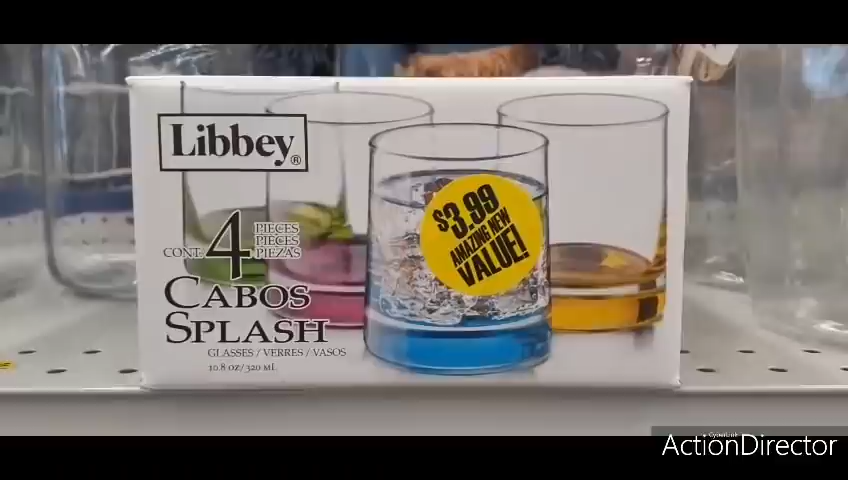 Libbey®
CONT: 4 PIECES
PIECES
PIEZAS
CABOS
SPLASH
GLASSES / VERRES / VASOS
10.8 OZ/320 ML
$3.99
AMAZING NEW
VALUE!
CyberLink
ActionDirector